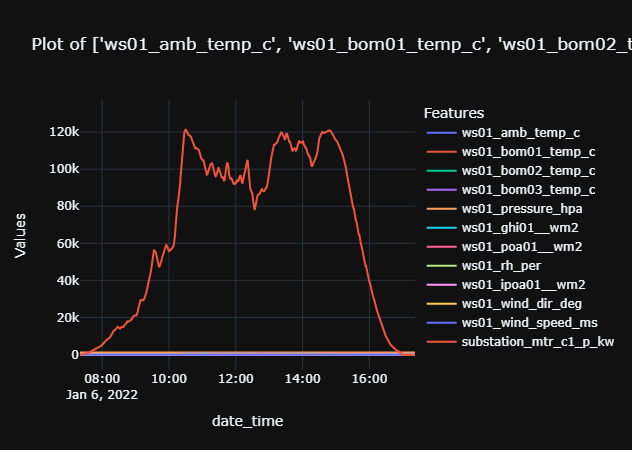 Plot of ['ws01_amb_temp_c', 'ws01_bom01_temp_c', 'ws01_bom02_t
Features
ws01_amb_temp_c
ws01_bom01_temp_c
ws01_bom02_temp_c
ws01_bom03_temp_c
ws01_pressure_hpa
ws01_ghi01__wm2
ws01_poa01__wm2
ws01_rh_per
ws01_ipoa01__wm2
ws01_wind_dir_deg
ws01_wind_speed_ms
substation_mtr_c1_p_kw
Values
120k
100k
80k
60k
40k
20k
0
08:00 10:00 12:00 14:00 16:00
Jan 6, 2022
date_time